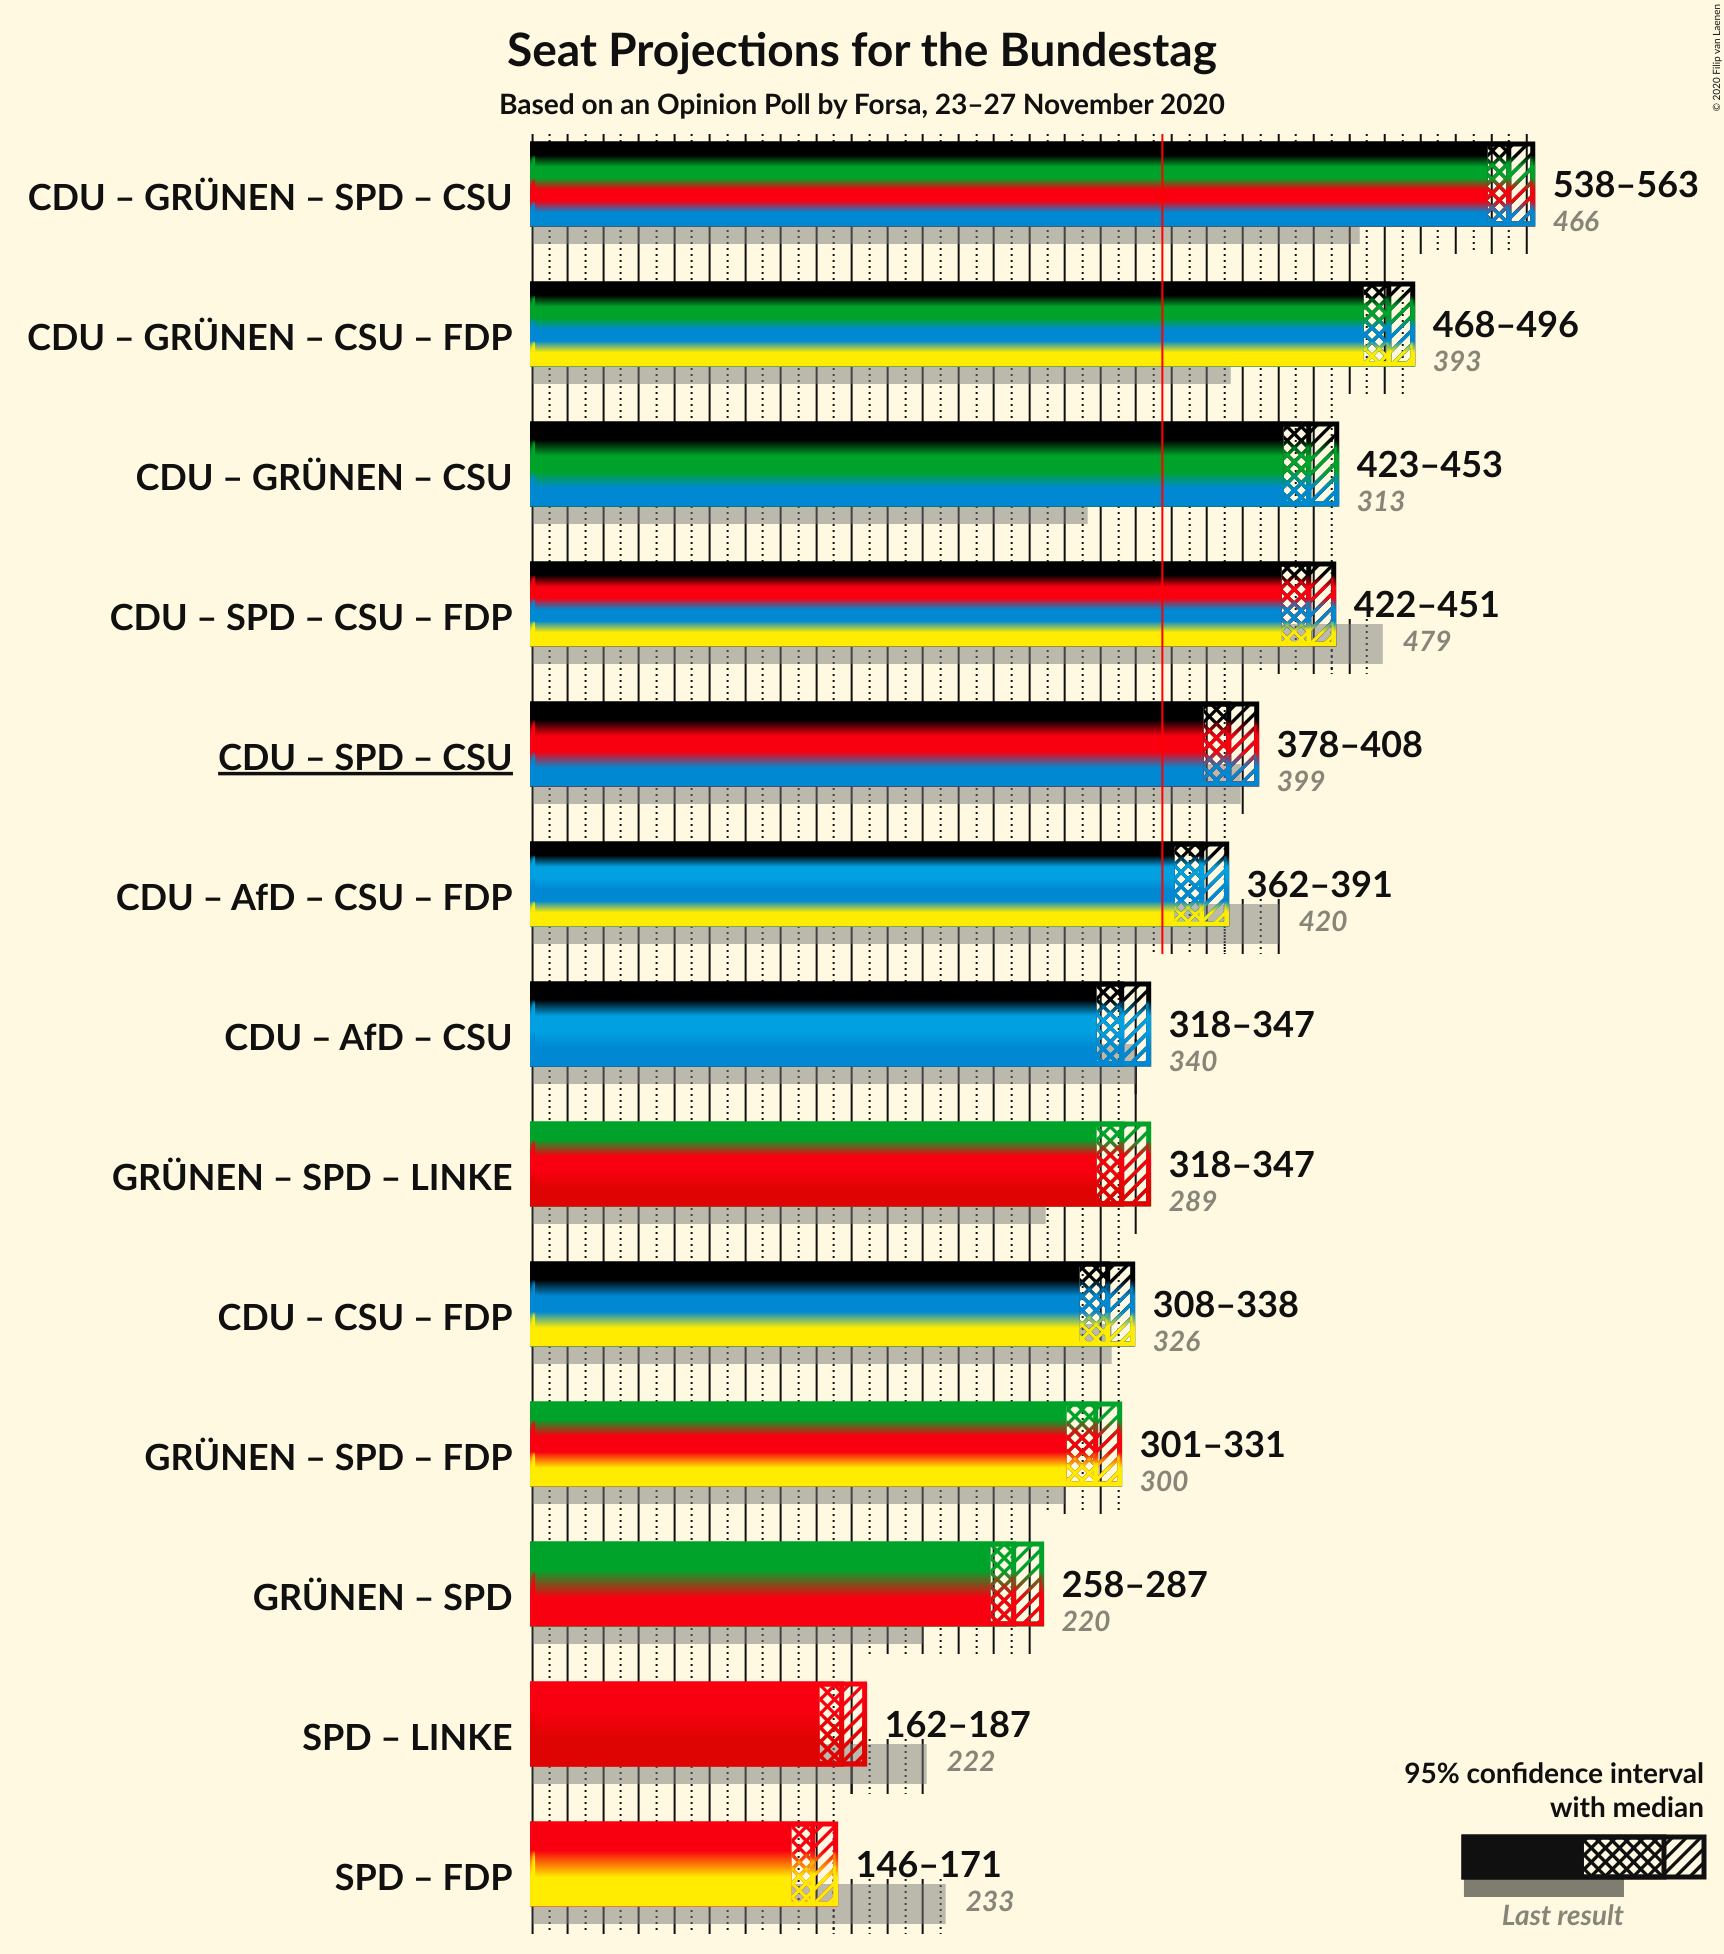 Seat Projections for the Bundestag
Based on an Opinion Poll by Forsa, 23–27 November 2020
© 2020 Filip van Laenen
CDU – GRÜNEN – SPD – CSU
538–563
466
CDU – GRÜNEN – CSU – FDP
468–496
393
CDU – GRÜNEN – CSU
423–453
313
CDU – SPD – CSU – FDP
422–451
479
CDU – SPD – CSU
378–408
399
CDU – AfD – CSU – FDP
362–391
420
CDU – AfD – CSU
318–347
340
GRÜNEN – SPD – LINKE
318–347
289
CDU – CSU – FDP
308–338
326
GRÜNEN – SPD – FDP
301–331
300
GRÜNEN – SPD
258–287
220
SPD – LINKE
162–187
222
SPD – FDP
146–171
233
95% confidence interval
with median
Last result